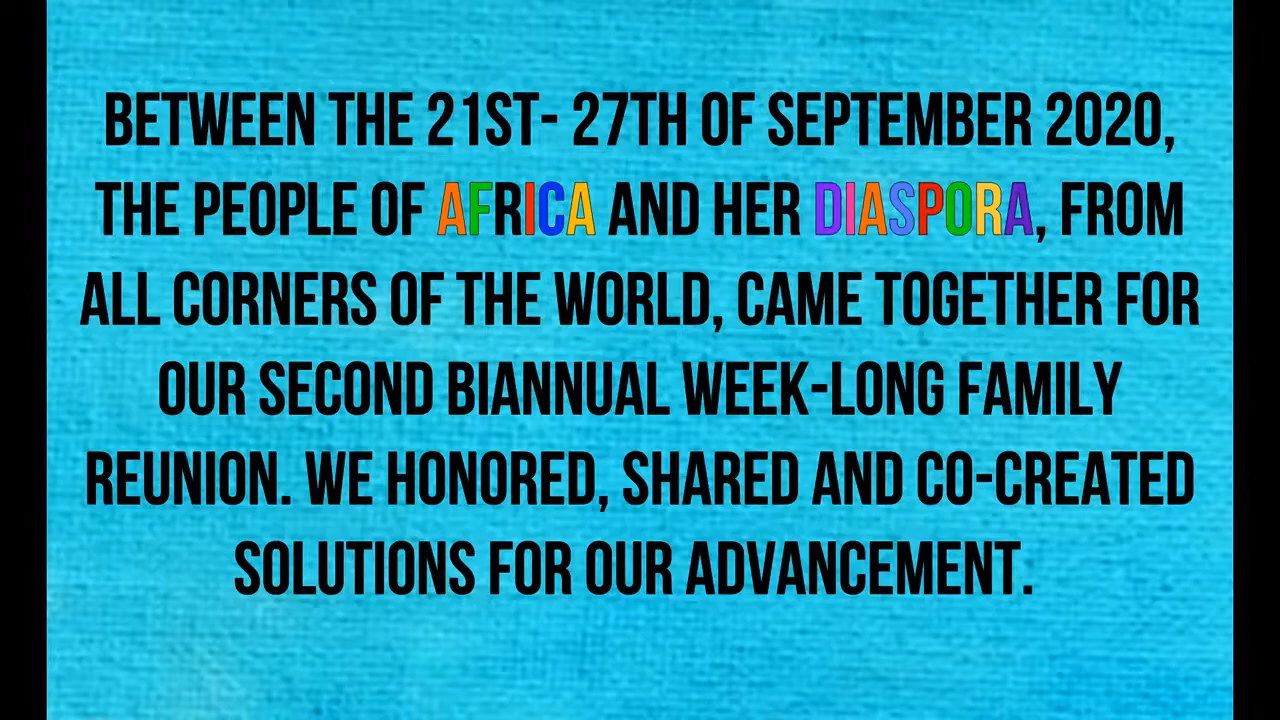 BETWEEN THE 21ST- 27TH OF SEPTEMBER 2020,
THE PEOPLE OF AFRICA AND HER DIASPORA, FROM
ALL CORNERS OF THE WORLD, CAME TOGETHER FOR
OUR SECOND BIANNUAL WEEK-LONG FAMILY
REUNION. WE HONORED, SHARED AND CO-CREATED
SOLUTIONS FOR OUR ADVANCEMENT.